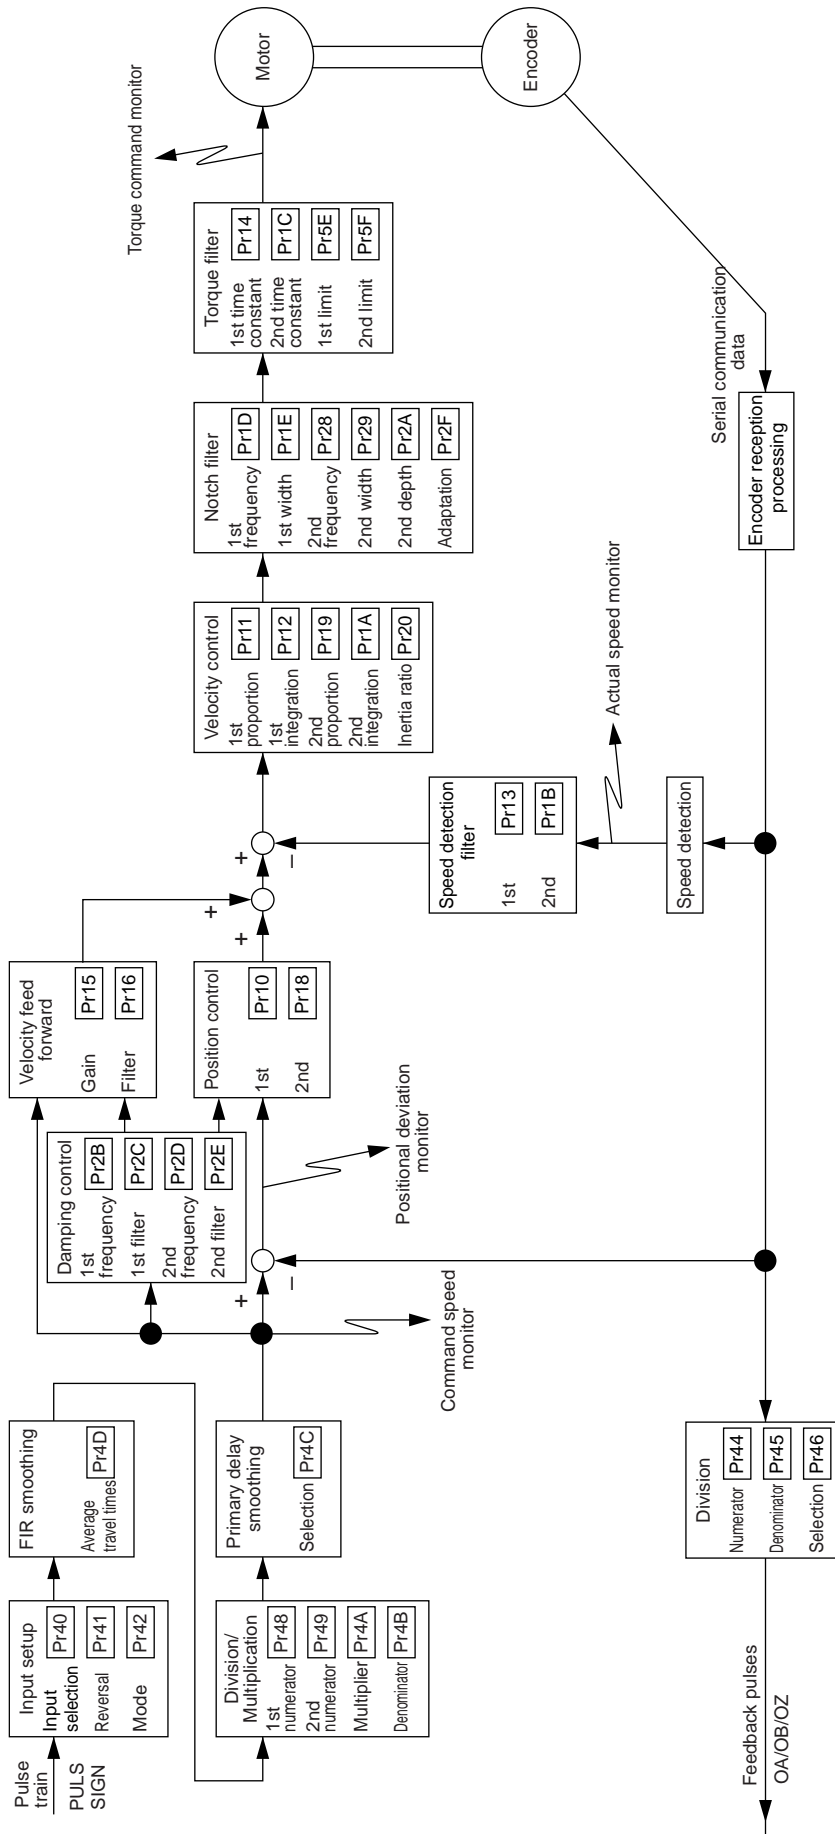 Pulse
train
PULS
SIGN
Input setup
Input
selection Pr40
Reversal Pr41
Mode Pr42
FIR smoothing
Average
travel times Pr4D
Division/
Multiplication
1st
numerator Pr48
2nd
numerator Pr49
Multiplier Pr4A
Denominator Pr4B
Primary delay
smoothing
Selection Pr4C
Command speed
monitor
Damping control
1st
frequency Pr2B
1st filter Pr2C
2nd
frequency Pr2D
2nd filter Pr2E
+
−
Positional deviation
monitor
Velocity feed
forward
Gain Pr15
Filter Pr16
Position control
1st Pr10
2nd Pr18
+
+
+
−
Velocity control
1st
proportion Pr11
1st
integration Pr12
2nd
proportion Pr19
2nd
integration Pr1A
Inertia ratio Pr20
Notch filter
1st
frequency Pr1D
1st width Pr1E
2nd
frequency Pr28
2nd width Pr29
2nd depth Pr2A
Adaptation Pr2F
Torque filter
1st time
constant Pr14
2nd time
constant Pr1C
1st limit Pr5E
2nd limit Pr5F
Torque command monitor
Motor
Encoder
Serial communication
data
Encoder reception
processing
Speed detection
Actual speed monitor
Speed detection
filter
1st Pr13
2nd Pr1B
Division
Numerator Pr44
Denominator Pr45
Selection Pr46
Feedback pulses
OA/OB/OZ